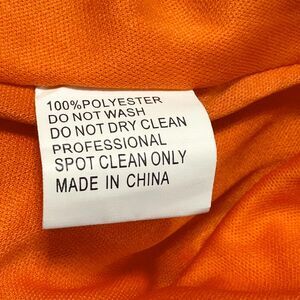 100%POLYESTER
DO NOT WASH
DO NOT DRY CLEAN
PROFESSIONAL
SPOT CLEAN ONLY
MADE IN CHINA